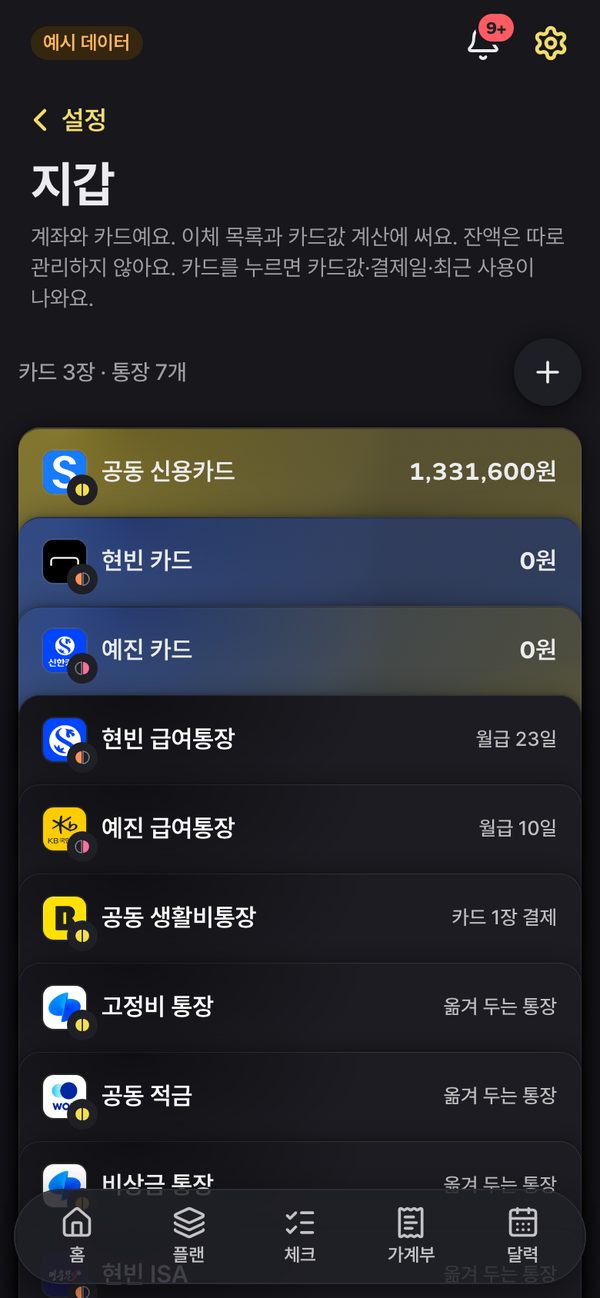 예시 데이터
9+
설정
지갑
계좌와 카드예요. 이체 목록과 카드값 계산에 써요. 잔액은 따로
관리하지 않아요. 카드를 누르면 카드값·결제일·최근 사용이
나와요.
카드 3장 · 통장 7개
공동 신용카드 1,331,600원
현빈 카드 0원
예진 카드 0원
현빈 급여통장 월급 23일
예진 급여통장 월급 10일
공동 생활비통장 카드 1장 결제
고정비 통장 옮겨 두는 통장
공동 적금 옮겨 두는 통장
비상금 통장 옮겨 두는 통장
현빈 ISA 옮겨 두는 통장
홈 플랜 체크 가계부 달력